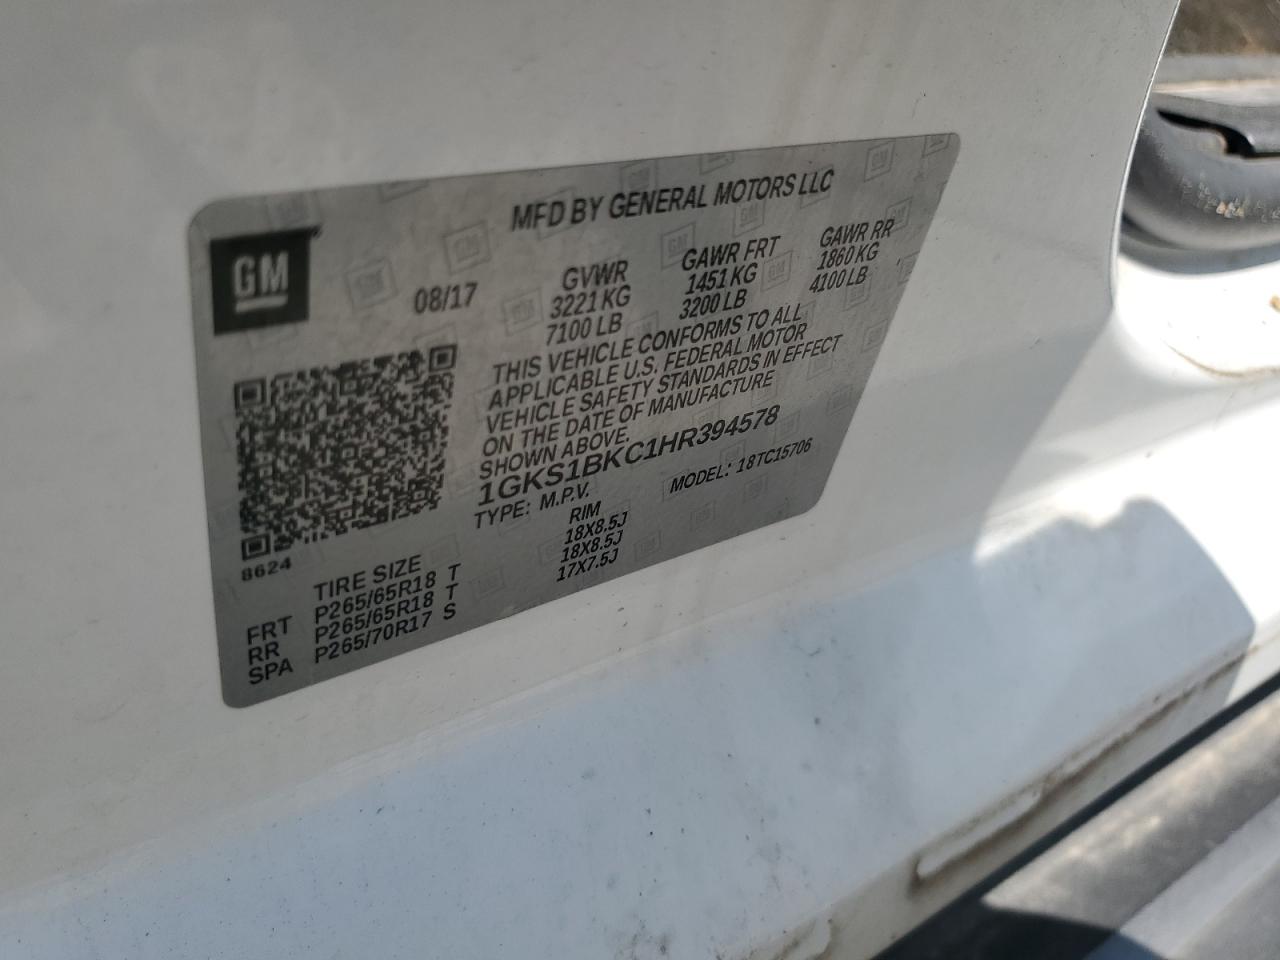 MFD BY GENERAL MOTORS LLC
GM
08/17
GVWR GAWR FRT GAWR RR
3221 KG 1451 KG 1860 KG
7100 LB 3200 LB 4100 LB
THIS VEHICLE CONFORMS TO ALL
APPLICABLE U.S. FEDERAL MOTOR
VEHICLE SAFETY STANDARDS IN EFFECT
ON THE DATE OF MANUFACTURE
SHOWN ABOVE.
1GKS1BKC1HR394578
TYPE: M.P.V. MODEL: 18TC15706
8624
TIRE SIZE RIM
FRT P265/65R18 T 18X8.5J
RR P265/65R18 T 18X8.5J
SPA P265/70R17 S 17X7.5J